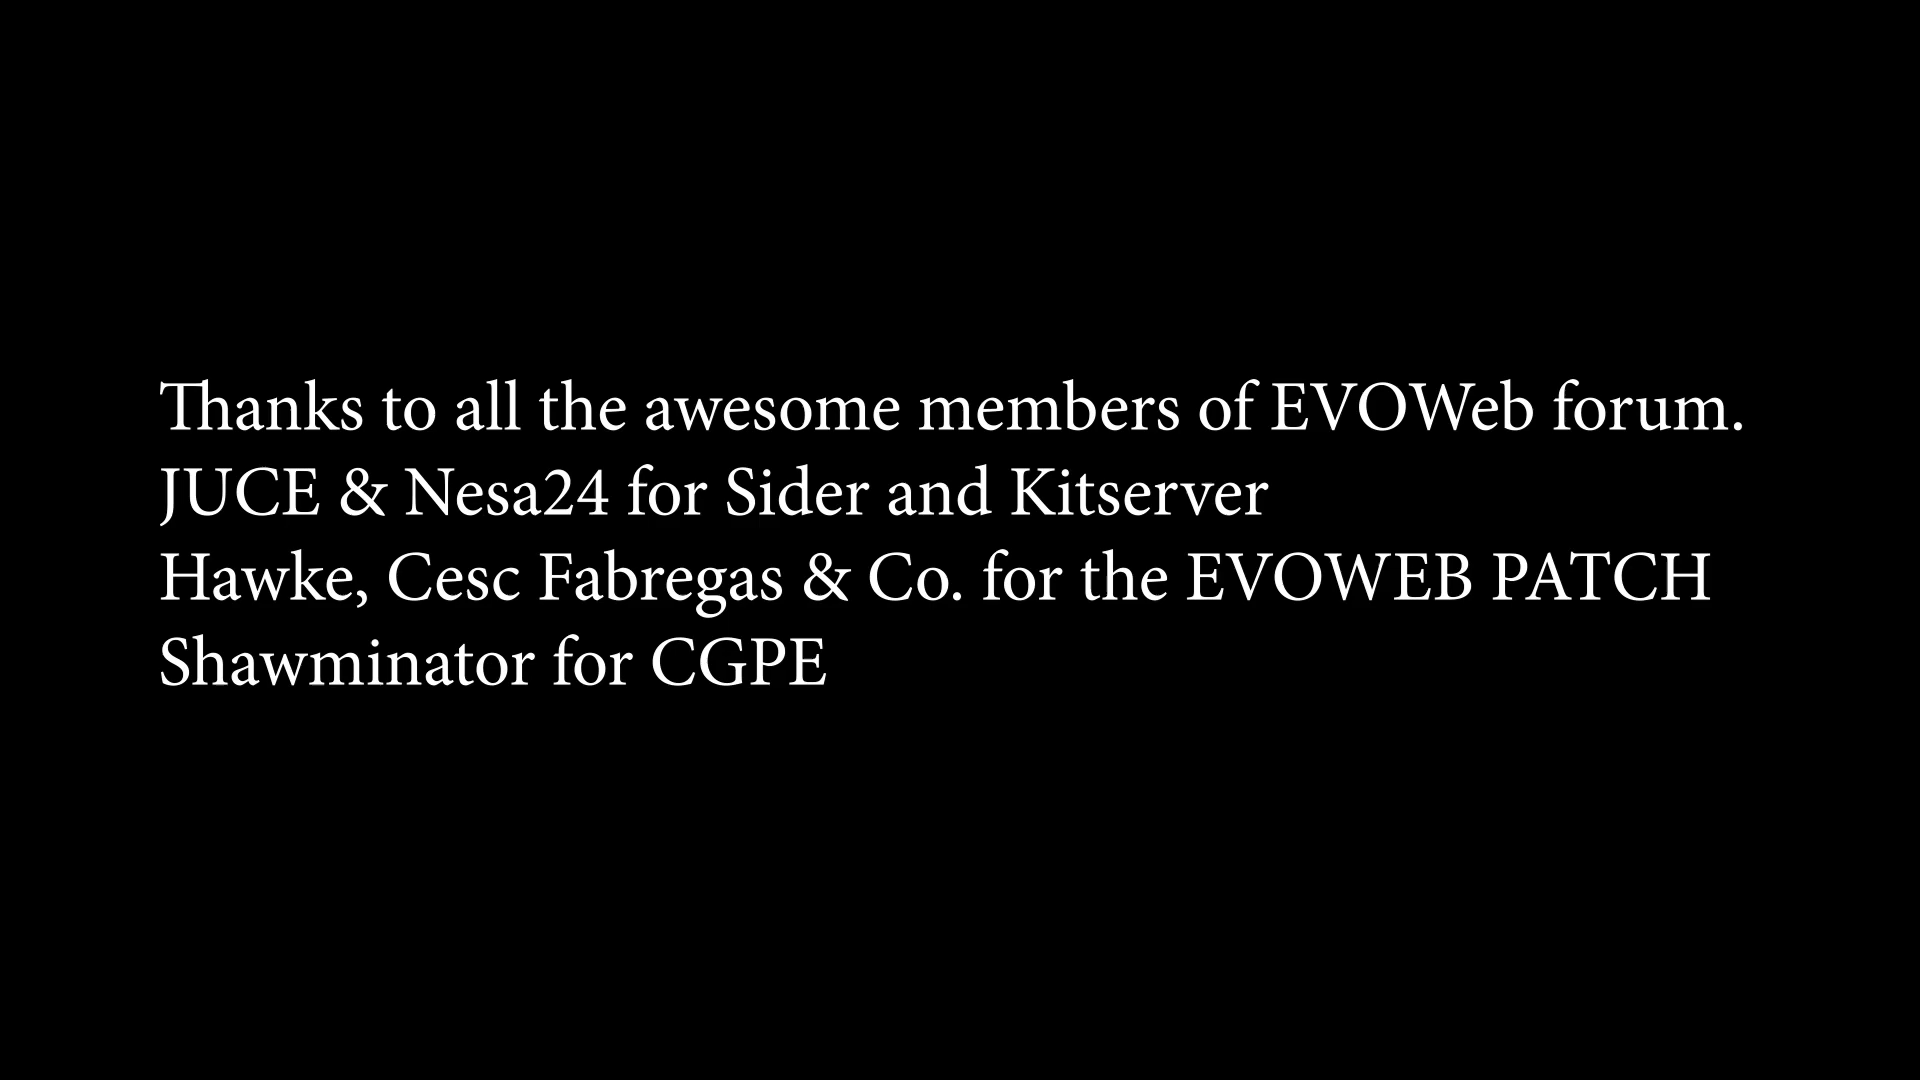 Thanks to all the awesome members of EVOWeb forum.
JUCE & Nesa24 for Sider and Kitserver
Hawke, Cesc Fabregas & Co. for the EVOWEB PATCH
Shawminator for CGPE